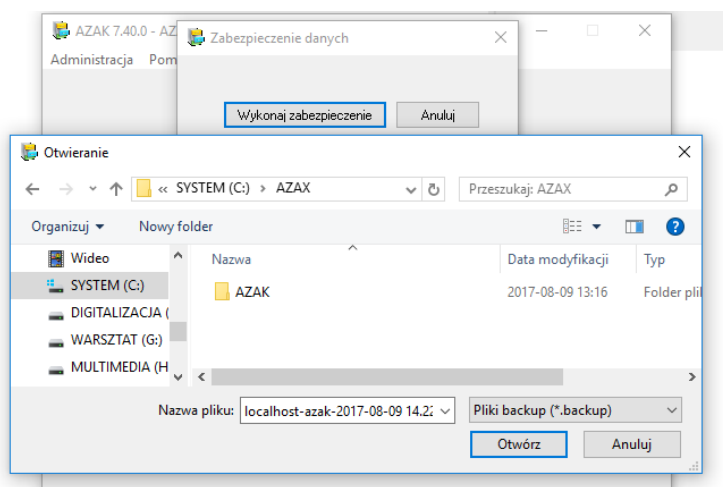 AZAK 7.40.0 - AZ
Zabezpieczenie danych
Administracja Pom
Wykonaj zabezpieczenie Anuluj
Otwieranie
« SYSTEM (C:) > AZAX
Przeszukaj: AZAX
Organizuj Nowy folder
Wideo
SYSTEM (C:)
DIGITALIZACJA (
WARSZTAT (G:)
MULTIMEDIA (H
Nazwa Data modyfikacji Typ
AZAK 2017-08-09 13:16 Folder pli
Nazwa pliku: localhost-azak-2017-08-09 14.22 Pliki backup (*.backup)
Otwórz Anuluj